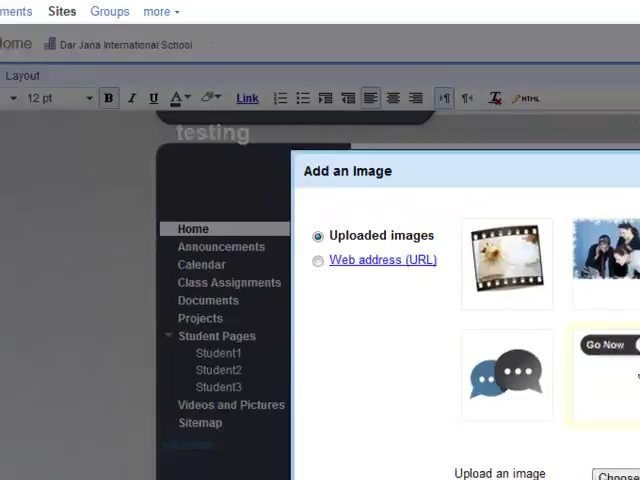 ments Sites Groups more
Home Dar Jana International School
Layout
12 pt B I U A Link HTML
testing
Add an Image
Home
Announcements
Calendar
Class Assignments
Documents
Projects
Student Pages
Student1
Student2
Student3
Videos and Pictures
Sitemap
Uploaded images
Web address (URL)
Go Now
Upload an image
Choose